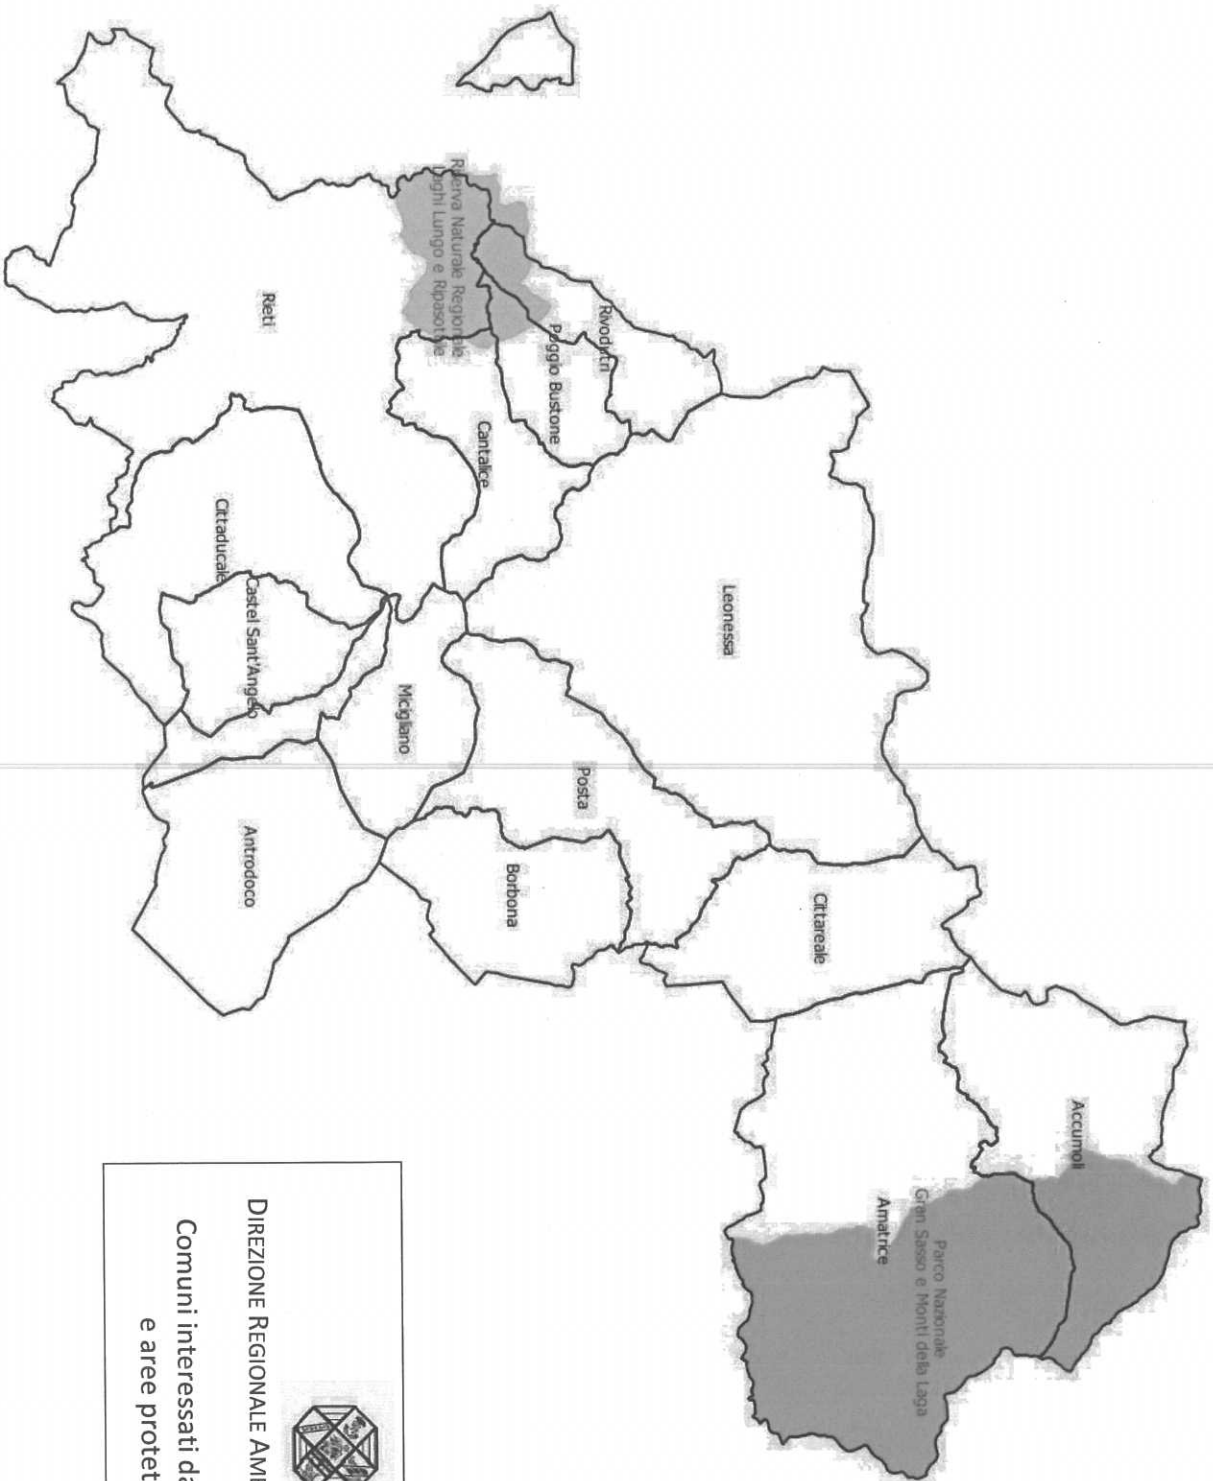 Riserva Naturale Regionale
Laghi Lungo e Ripasottile
Rivodutri
Poggio Bustone
Cantalice
Rieti
Leonessa
Cittaducale
Castel Sant'Angelo
Micigliano
Posta
Borbona
Antrodoco
Cittareale
Accumoli
Amatrice
Parco Nazionale
Gran Sasso e Monti della Laga
DIREZIONE REGIONALE AMB
Comuni interessati da
e aree protet